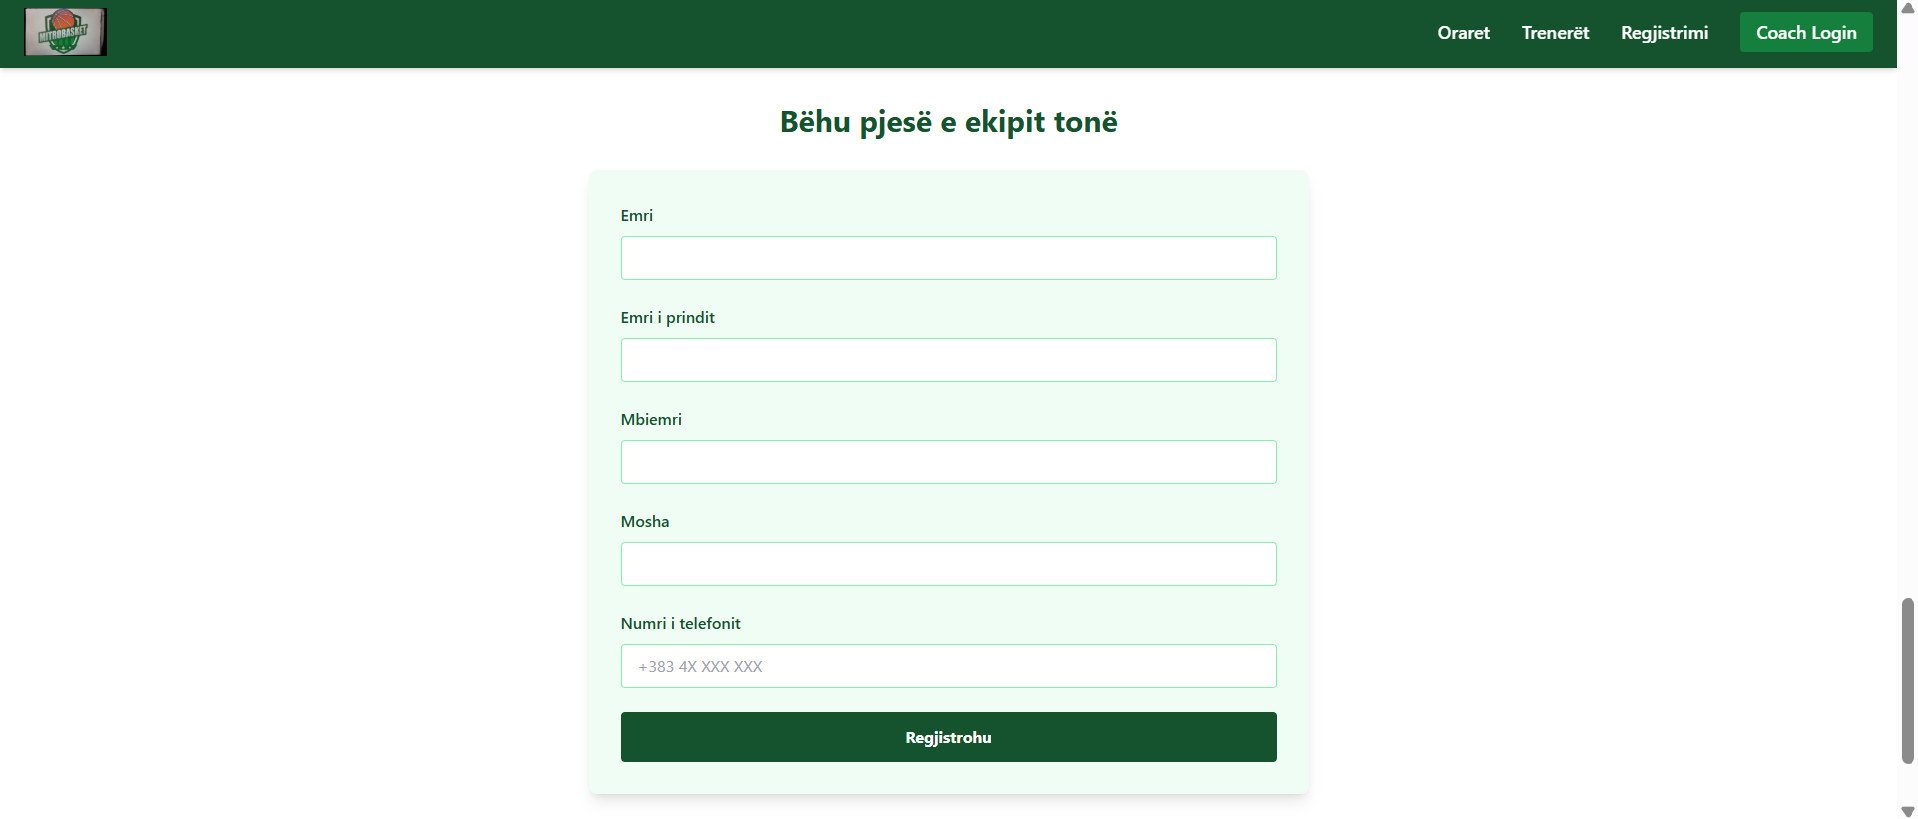 MITROBASKET
Oraret
Trenerët
Regjistrimi
Coach Login
Bëhu pjesë e ekipit tonë
Emri
Emri i prindit
Mbiemri
Mosha
Numri i telefonit
+383 4X XXX XXX
Regjistrohu